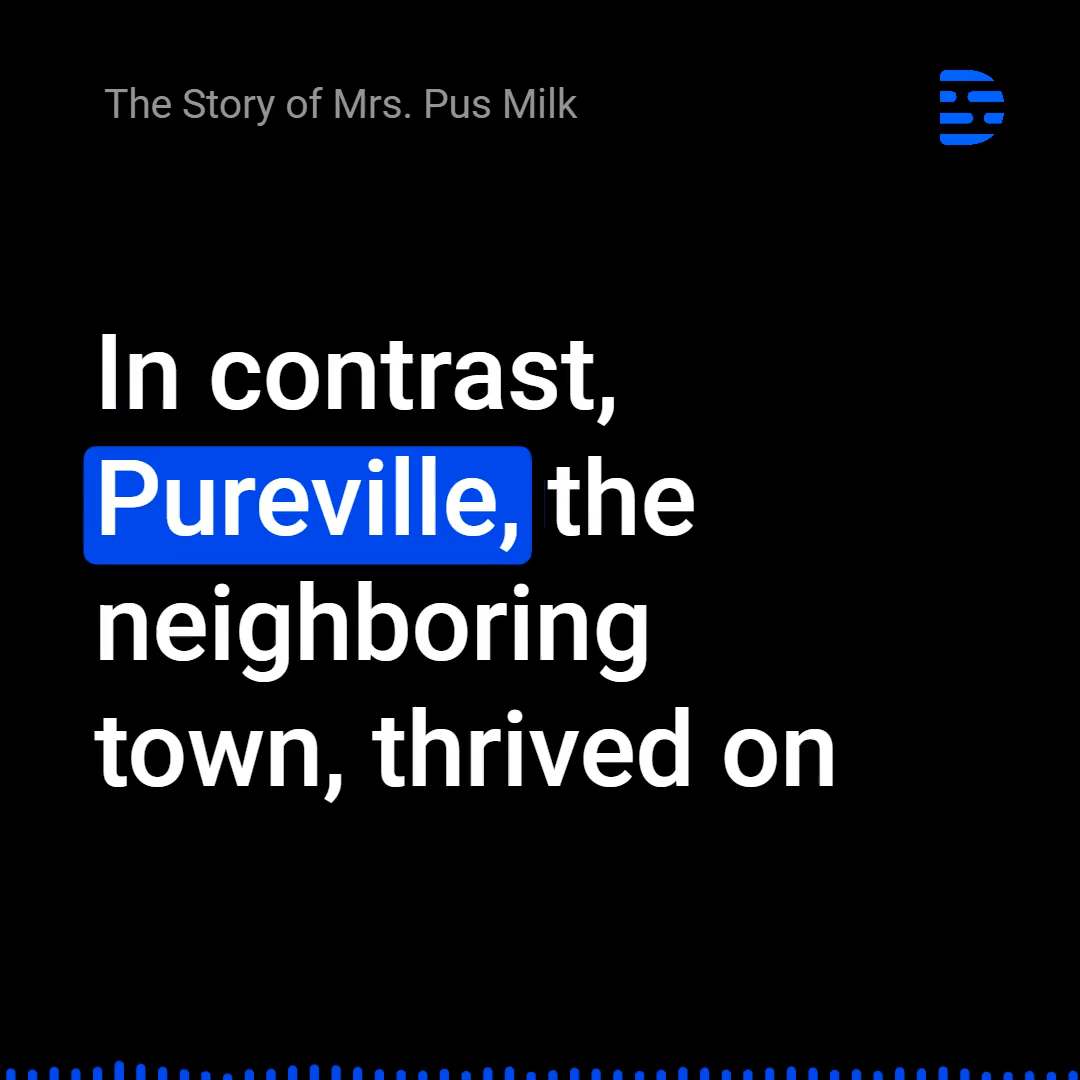 The Story of Mrs. Pus Milk
In contrast,
Pureville, the
neighboring
town, thrived on